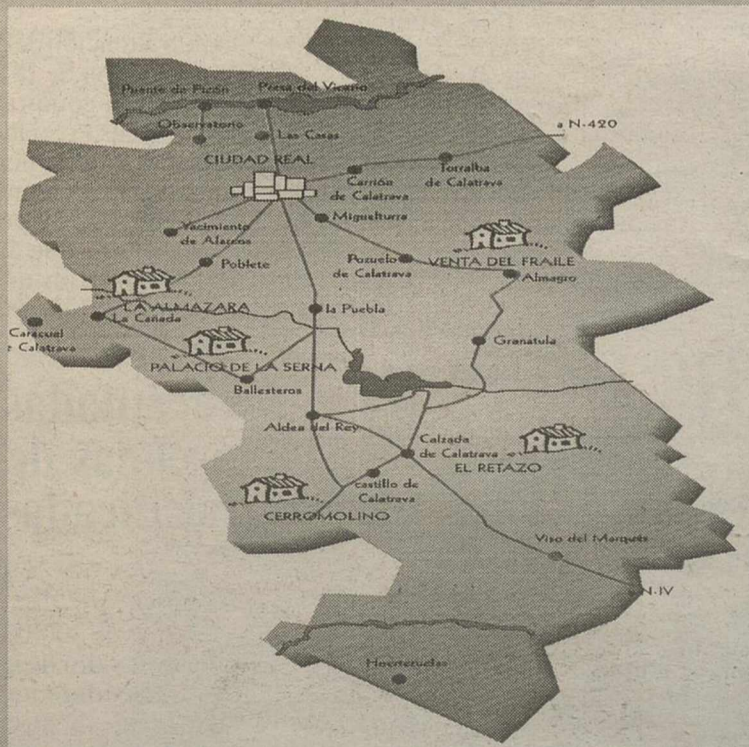 Puente de Picón
Presa del Vicario
Observatorio
Las Casas
a N-420
CIUDAD REAL
Carrión
de Calatrava
Torralba
de Calatrava
Miguelturra
Yacimiento
de Alarcos
Poblete
Pozuelo
de Calatrava
VENTA DEL FRAILE
Almagro
LA ALMAZARA
La Cañada
la Puebla
Caracuel
de Calatrava
Granatula
PALACIO DE LA SERNA
Ballesteros
Aldea del Rey
Calzada
de Calatrava
EL RETAZO
castillo de
Calatrava
CERROMOLINO
Viso del Marqués
N-IV
Huertezuelas